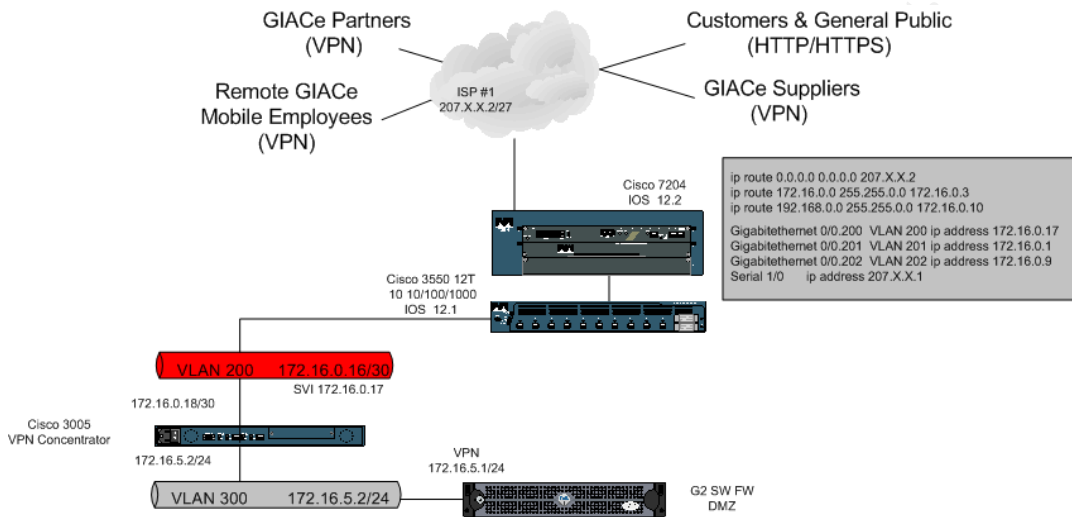 GIACe Partners
(VPN)
Customers & General Public
(HTTP/HTTPS)
Remote GIACe
Mobile Employees
(VPN)
ISP #1
207.X.X.2/27
GIACe Suppliers
(VPN)
Cisco 7204
IOS 12.2
ip route 0.0.0.0 0.0.0.0 207.X.X.2
ip route 172.16.0.0 255.255.0.0 172.16.0.3
ip route 192.168.0.0 255.255.0.0 172.16.0.10
Gigabitethernet 0/0.200 VLAN 200 ip address 172.16.0.17
Gigabitethernet 0/0.201 VLAN 201 ip address 172.16.0.1
Gigabitethernet 0/0.202 VLAN 202 ip address 172.16.0.9
Serial 1/0 ip address 207.X.X.1
Cisco 3550 12T
10 10/100/1000
IOS 12.1
VLAN 200 172.16.0.16/30
SVI 172.16.0.17
172.16.0.18/30
Cisco 3005
VPN Concentrator
172.16.5.2/24
VLAN 300 172.16.5.2/24
VPN
172.16.5.1/24
G2 SW FW
DMZ